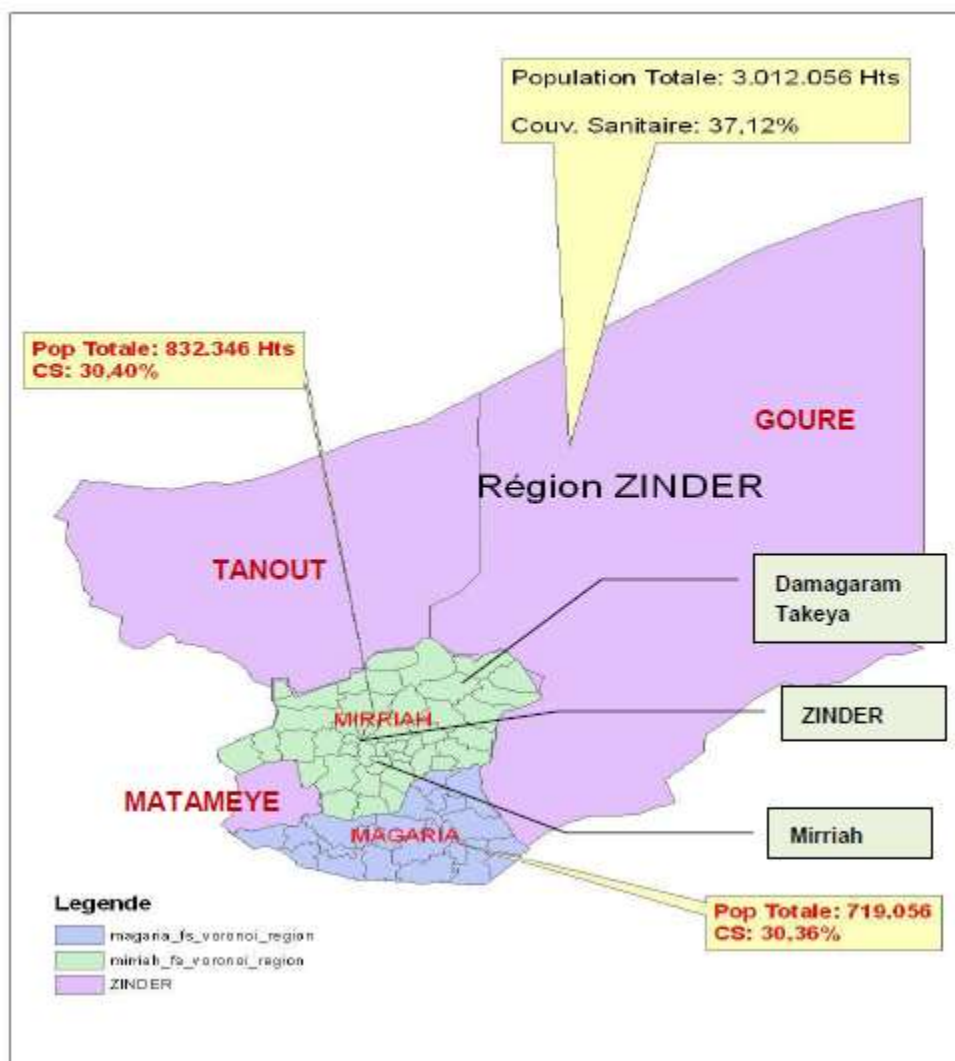 Population Totale: 3.012.056 Hts
Couv. Sanitaire: 37,12%
Pop Totale: 832.346 Hts
CS: 30,40%
GOURE
Région ZINDER
TANOUT
Damagaram
Takeya
MIRRIAH
ZINDER
MATAMEYE
MAGARIA
Mirriah
Pop Totale: 719.056
CS: 30,36%
Legende
magaria_fs_voronoi_region
mirriah_fs_voronoi_region
ZINDER